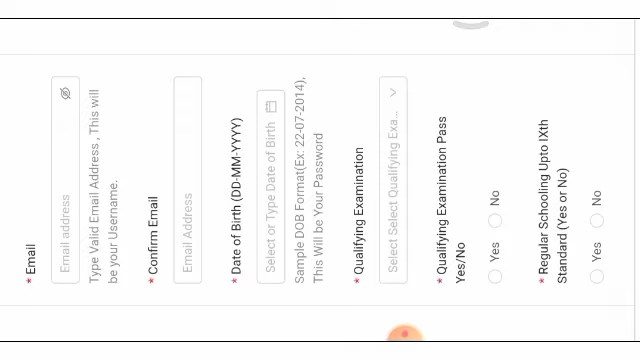 * Email
Email address
Type Valid Email Address , This will
be your Username.
* Confirm Email
Email Address
* Date of Birth (DD-MM-YYYY)
Select or Type Date of Birth
Sample DOB Format(Ex: 22-07-2014),
This Will be Your Password
* Qualifying Examination
Select Select Qualifying Exa...
* Qualifying Examination Pass
Yes/No
Yes No
* Regular Schooling Upto IXth
Standard (Yes or No)
Yes No